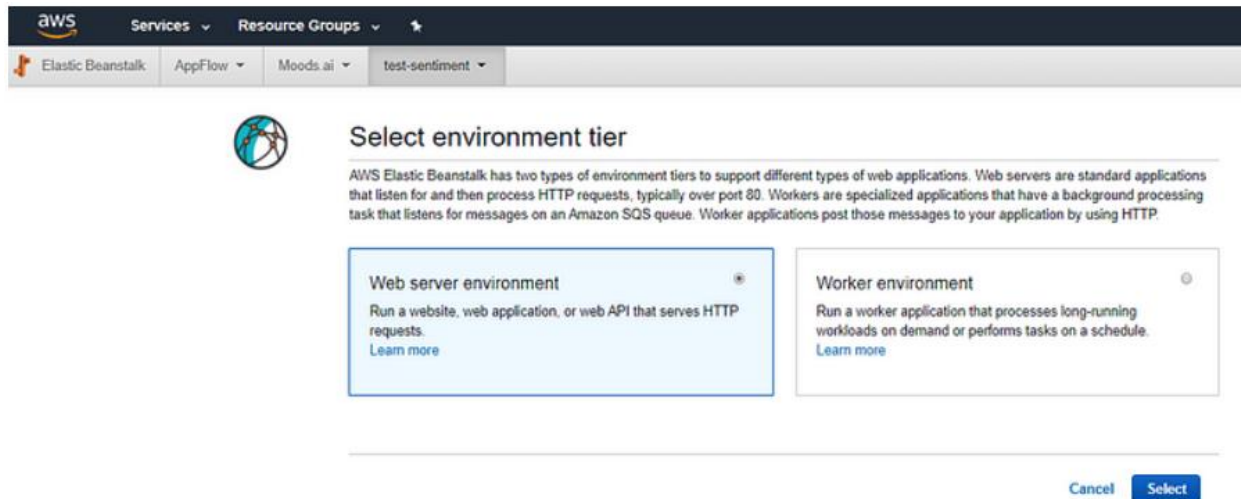 aws Services Resource Groups
Elastic Beanstalk AppFlow Moods.ai test-sentiment
Select environment tier
AWS Elastic Beanstalk has two types of environment tiers to support different types of web applications. Web servers are standard applications
that listen for and then process HTTP requests, typically over port 80. Workers are specialized applications that have a background processing
task that listens for messages on an Amazon SQS queue. Worker applications post those messages to your application by using HTTP.
Web server environment
Run a website, web application, or web API that serves HTTP
requests.
Learn more
Worker environment
Run a worker application that processes long-running
workloads on demand or performs tasks on a schedule.
Learn more
Cancel Select